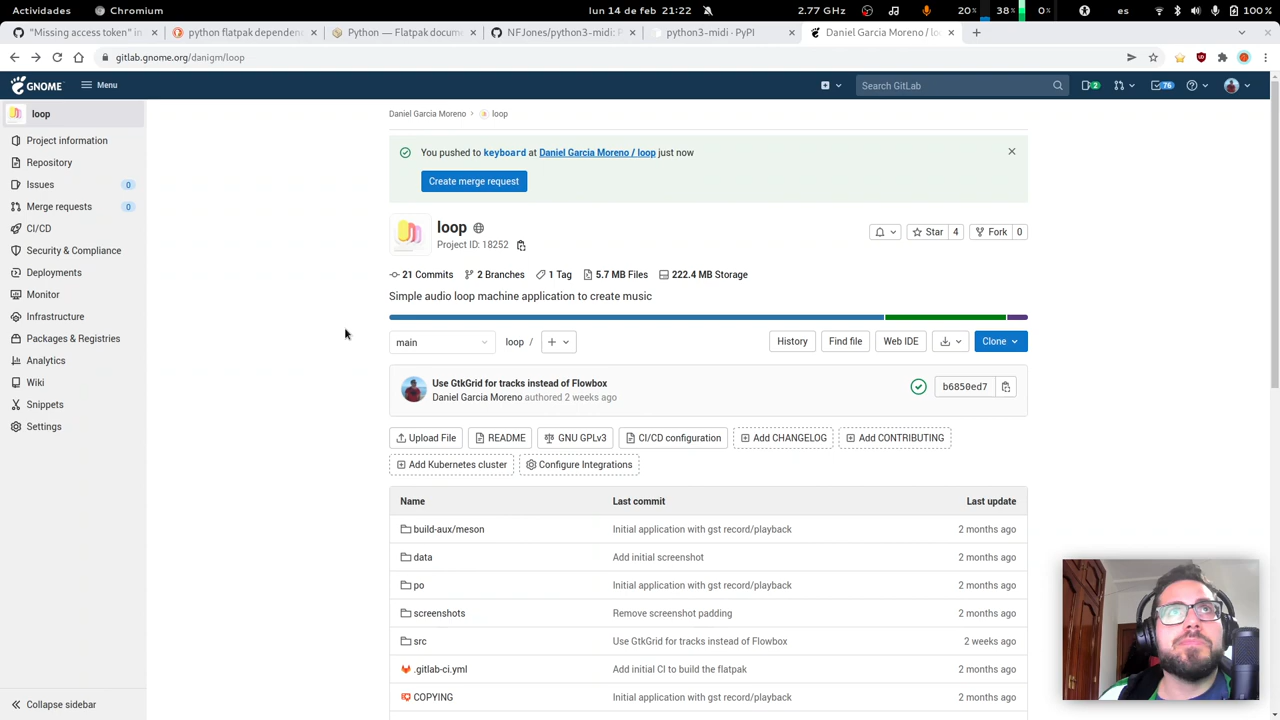 Actividades Chromium lun 14 de feb 21:22 2.77 GHz 20% 38% 0% es 100%
"Missing access token" in
python flatpak dependenc
Python — Flatpak docum
NFJones/python3-midi: P
python3-midi · PyPI
Daniel Garcia Moreno / lo
gitlab.gnome.org/danigm/loop
GNOME Menu Search GitLab 2 76
loop
Project information
Repository
Issues 0
Merge requests 0
CI/CD
Security & Compliance
Deployments
Monitor
Infrastructure
Packages & Registries
Analytics
Wiki
Snippets
Settings
Collapse sidebar
Daniel Garcia Moreno > loop
You pushed to keyboard at Daniel Garcia Moreno / loop just now
Create merge request
loop
Project ID: 18252
Star 4 Fork 0
21 Commits 2 Branches 1 Tag 5.7 MB Files 222.4 MB Storage
Simple audio loop machine application to create music
main loop / + History Find file Web IDE Clone
Use GtkGrid for tracks instead of Flowbox
Daniel Garcia Moreno authored 2 weeks ago
b6850ed7
Upload File README GNU GPLv3 CI/CD configuration Add CHANGELOG Add CONTRIBUTING
Add Kubernetes cluster Configure Integrations
Name Last commit Last update
build-aux/meson Initial application with gst record/playback 2 months ago
data Add initial screenshot 2 months ago
po Initial application with gst record/playback 2 months ago
screenshots Remove screenshot padding 2 months ago
src Use GtkGrid for tracks instead of Flowbox 2 weeks ago
.gitlab-ci.yml Add initial CI to build the flatpak 2 months ago
COPYING Initial application with gst record/playback 2 months ago